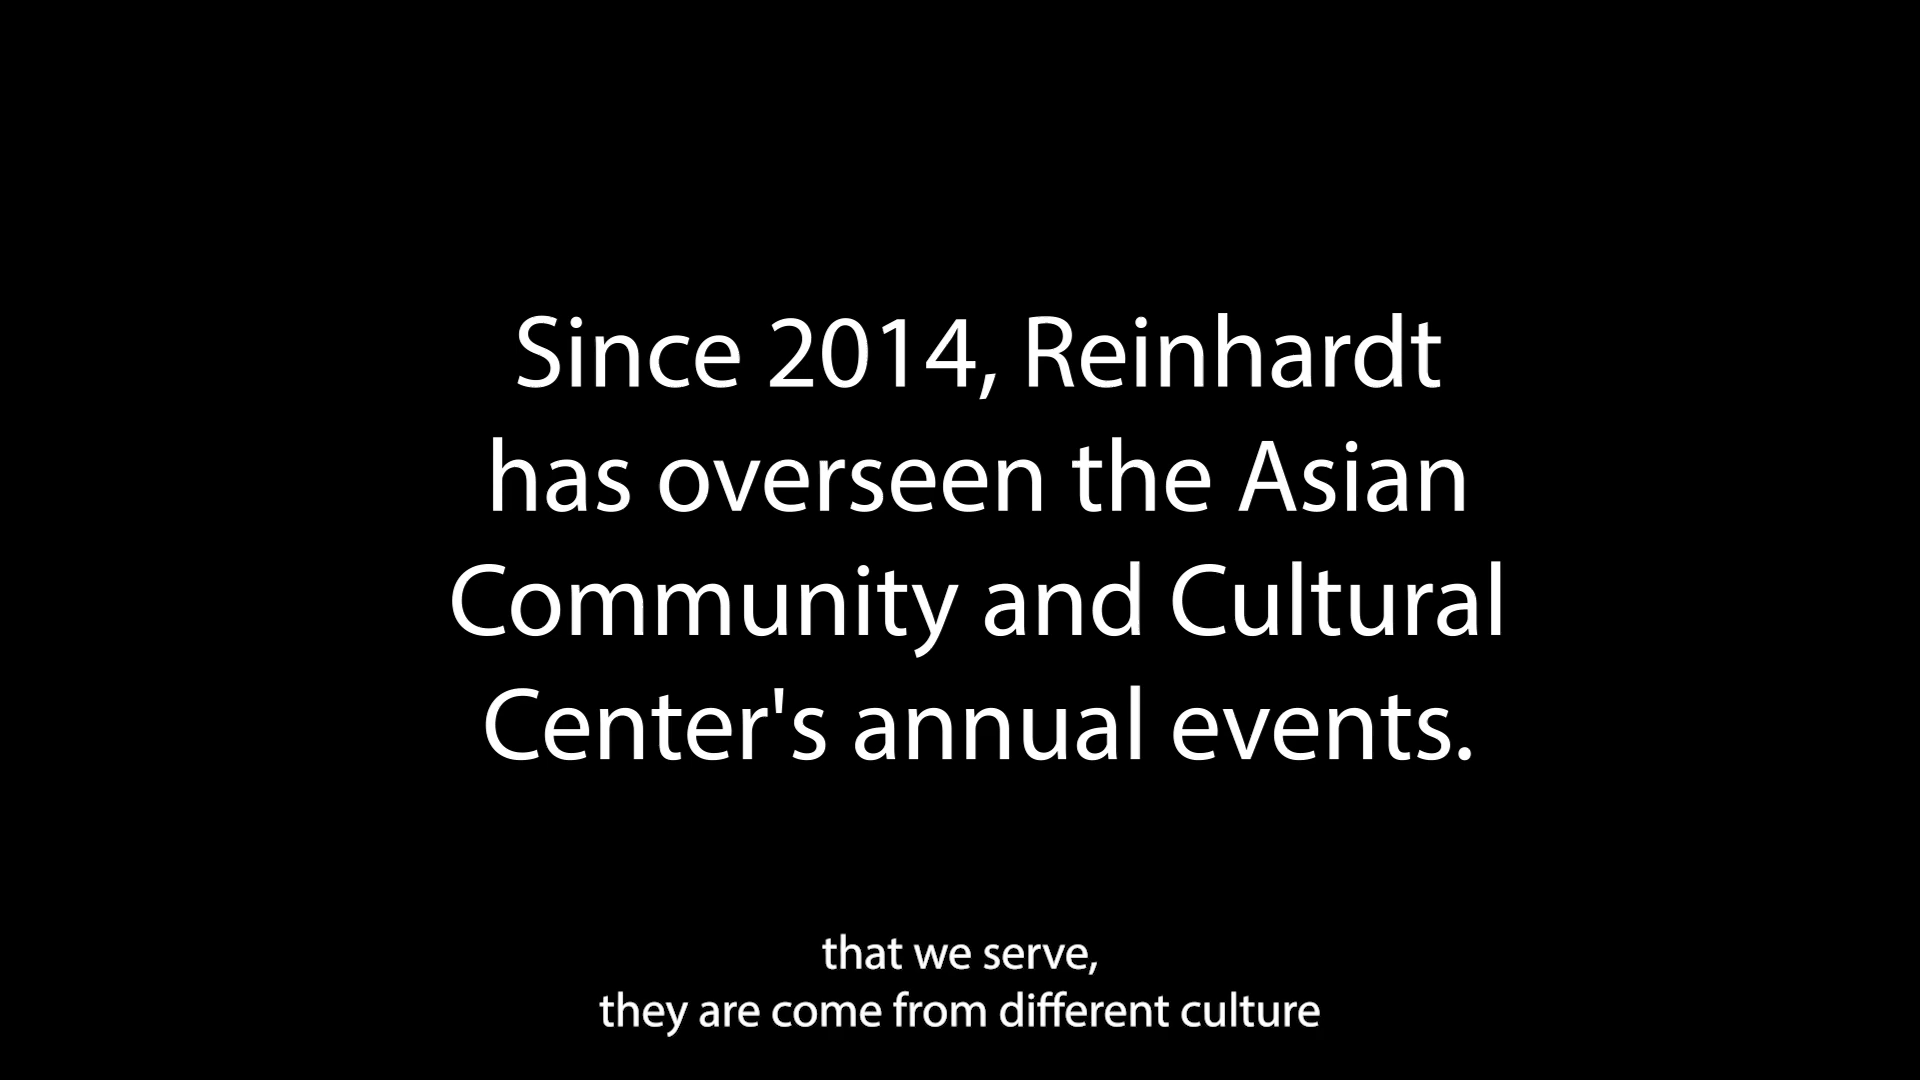 Since 2014, Reinhardt
has overseen the Asian
Community and Cultural
Center's annual events.
that we serve,
they are come from different culture